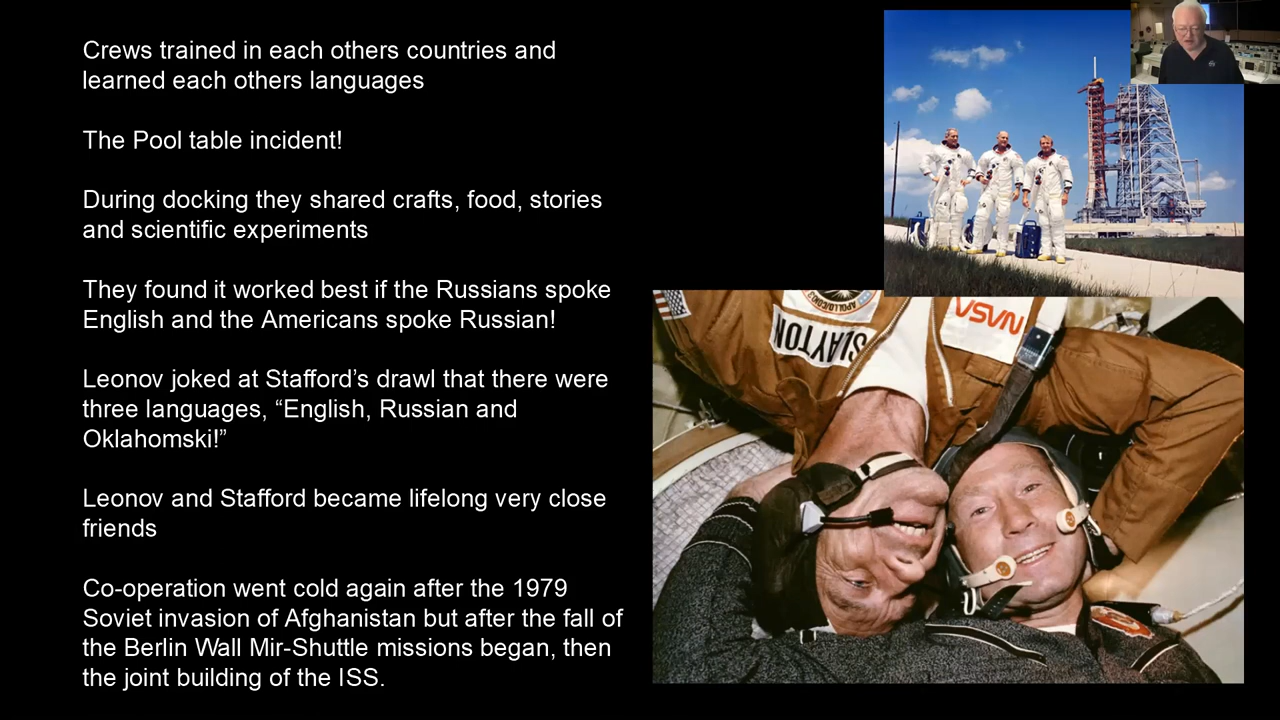 Crews trained in each others countries and
learned each others languages
The Pool table incident!
During docking they shared crafts, food, stories
and scientific experiments
They found it worked best if the Russians spoke
English and the Americans spoke Russian!
Leonov joked at Stafford’s drawl that there were
three languages, “English, Russian and
Oklahomski!”
Leonov and Stafford became lifelong very close
friends
Co-operation went cold again after the 1979
Soviet invasion of Afghanistan but after the fall of
the Berlin Wall Mir-Shuttle missions began, then
the joint building of the ISS.
SLAYTON
NASA